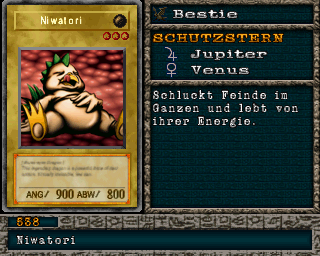 Niwatori
ANG/ 900 ABW/ 800
Bestie
SCHUTZSTERN
♃ Jupiter
♀ Venus
Schluckt Feinde im
Ganzen und lebt von
ihrer Energie.
538
Niwatori